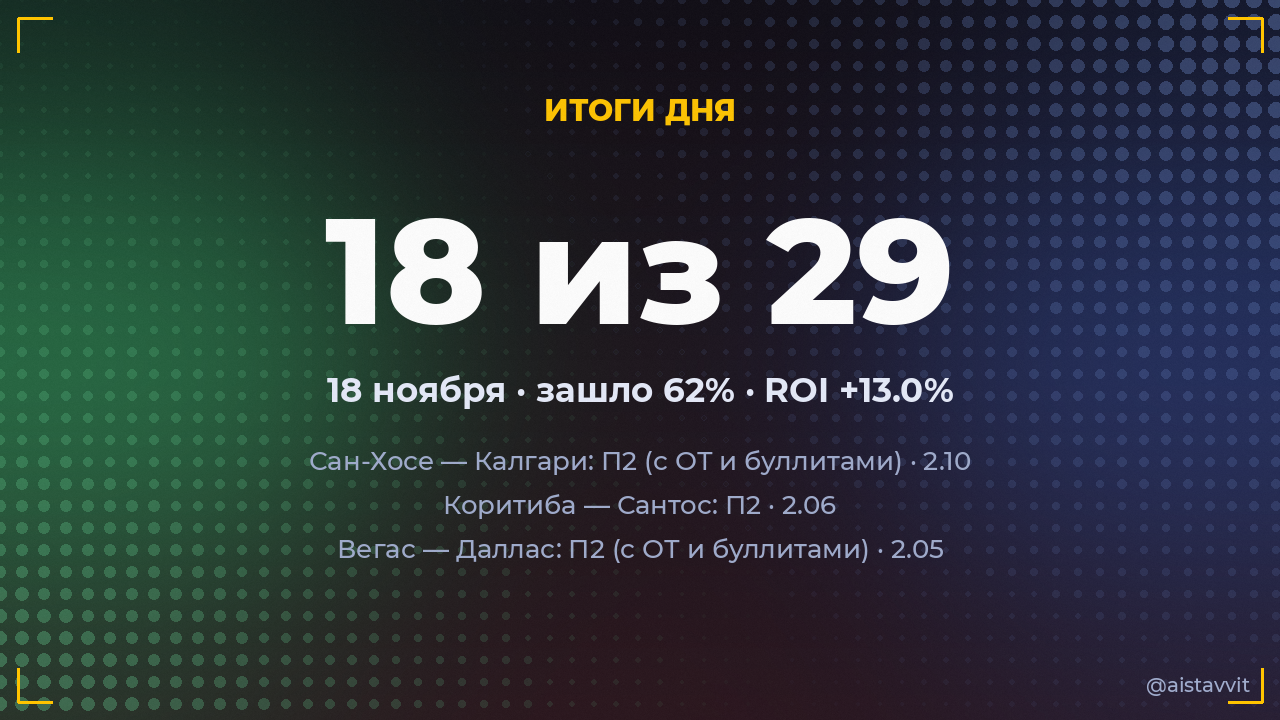 ИТОГИ ДНЯ
18 из 29
18 ноября · зашло 62% · ROI +13.0%
Сан-Хосе — Калгари: П2 (с ОТ и буллитами) · 2.10
Коритиба — Сантос: П2 · 2.06
Вегас — Даллас: П2 (с ОТ и буллитами) · 2.05
@aistavvit